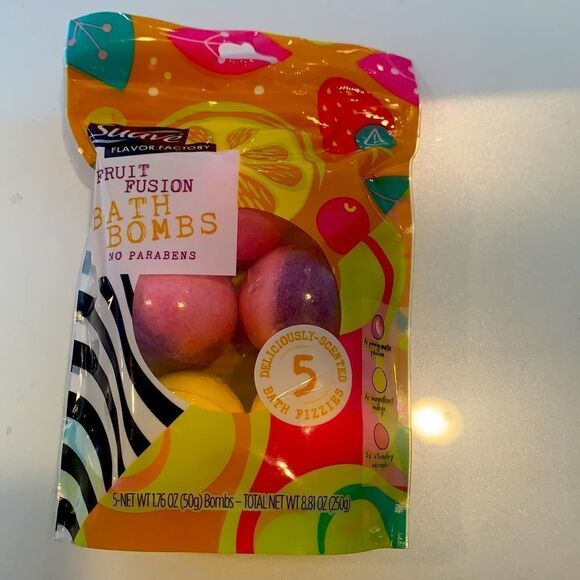 Suave
FLAVOR FACTORY
FRUIT
FUSION
BATH
BOMBS
NO PARABENS
DELICIOUSLY-SCENTED
5
BATH FIZZIES
5-NET WT 1.76 OZ (50g) Bombs – TOTAL NET WT 8.81 OZ (250g)